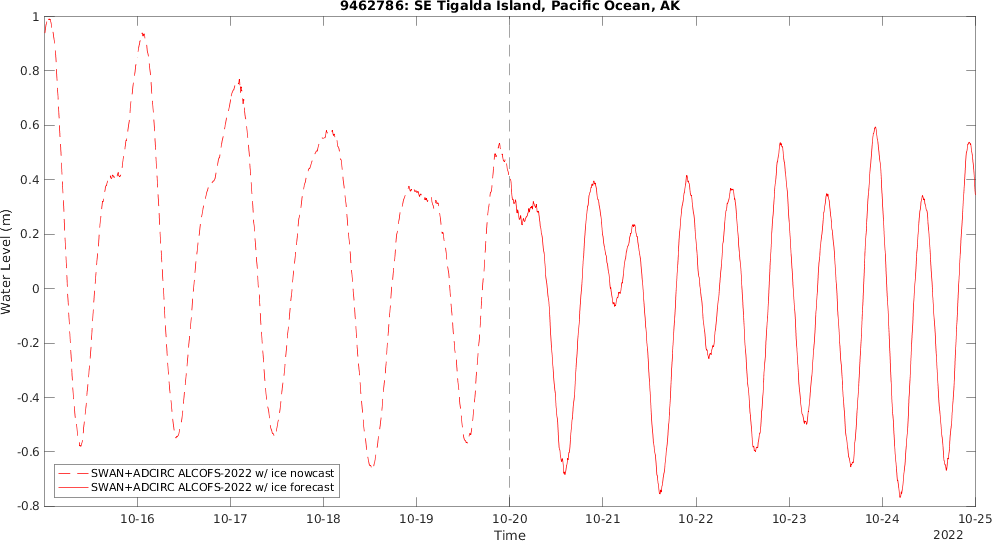 9462786: SE Tigalda Island, Pacific Ocean, AK
1
0.8
0.6
0.4
0.2
0
-0.2
-0.4
-0.6
-0.8
Water Level (m)
SWAN+ADCIRC ALCOFS-2022 w/ ice nowcast
SWAN+ADCIRC ALCOFS-2022 w/ ice forecast
10-16 10-17 10-18 10-19 10-20 10-21 10-22 10-23 10-24 10-25
Time
2022